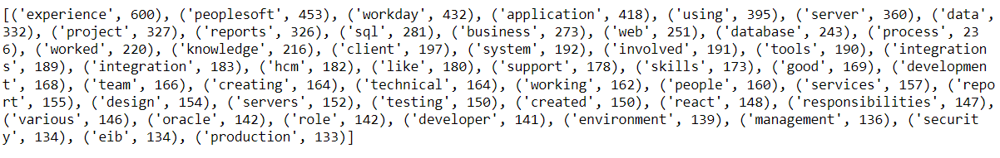 [('experience', 600), ('peoplesoft', 453), ('workday', 432), ('application', 418), ('using', 395), ('server', 360), ('data',
332), ('project', 327), ('reports', 326), ('sql', 281), ('business', 273), ('web', 251), ('database', 243), ('process', 23
6), ('worked', 220), ('knowledge', 216), ('client', 197), ('system', 192), ('involved', 191), ('tools', 190), ('integration
s', 189), ('integration', 183), ('hcm', 182), ('like', 180), ('support', 178), ('skills', 173), ('good', 169), ('developmen
t', 168), ('team', 166), ('creating', 164), ('technical', 164), ('working', 162), ('people', 160), ('services', 157), ('repo
rt', 155), ('design', 154), ('servers', 152), ('testing', 150), ('created', 150), ('react', 148), ('responsibilities', 147),
('various', 146), ('oracle', 142), ('role', 142), ('developer', 141), ('environment', 139), ('management', 136), ('securit
y', 134), ('eib', 134), ('production', 133)]